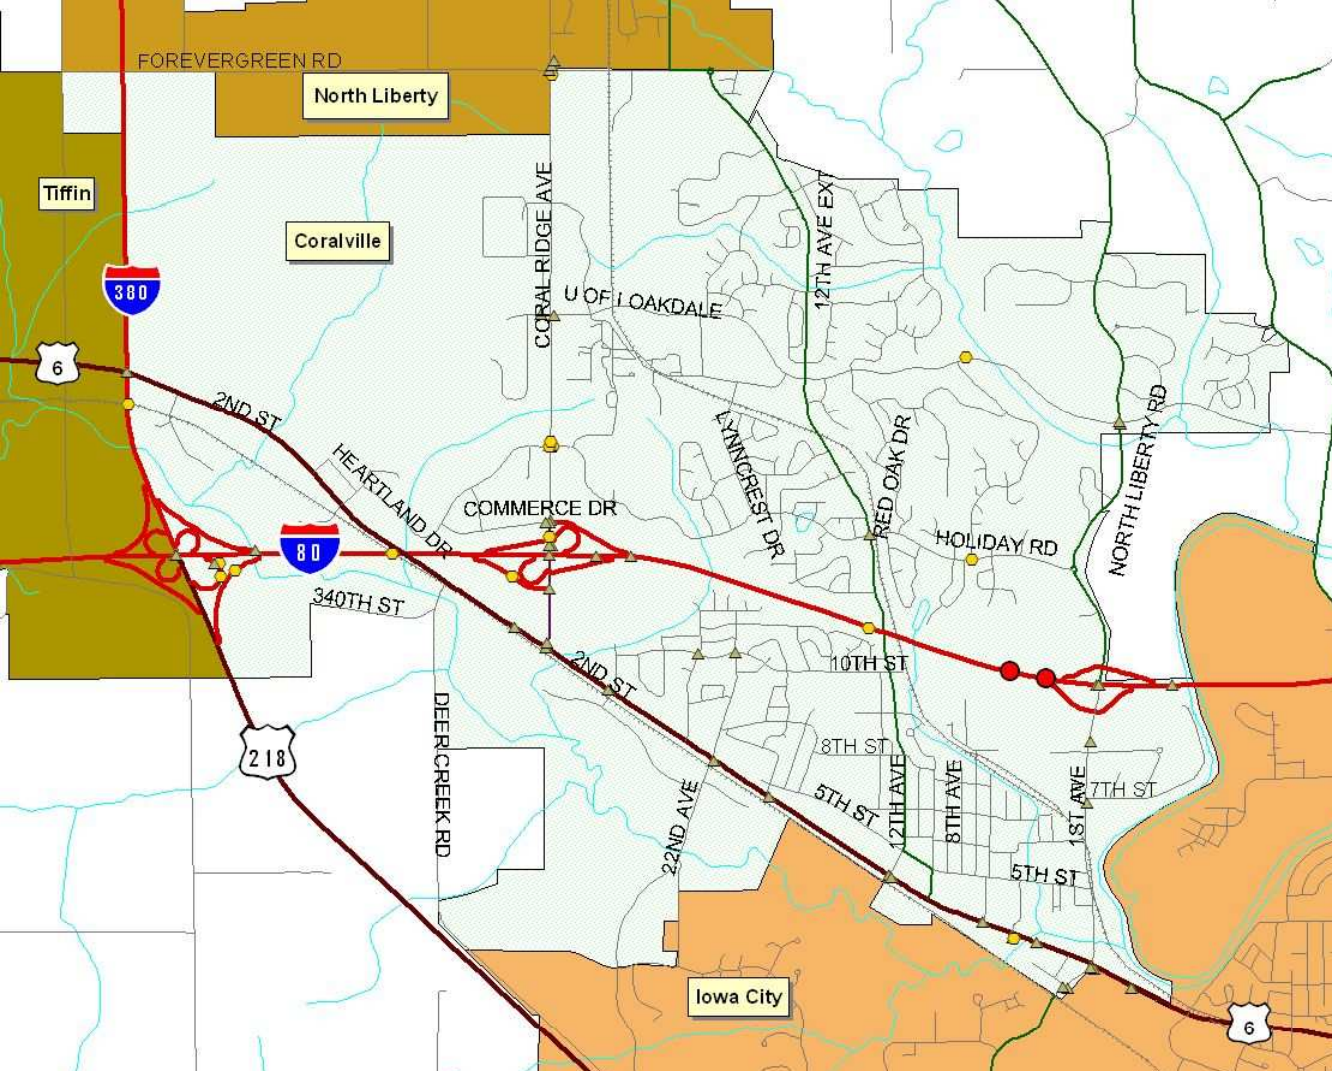 FOREVERGREEN RD
North Liberty
Tiffin
CORAL RIDGE AVE
12TH AVE EXT
Coralville
380
U OF I OAKDALE
6
2ND ST
HEARTLAND DR
LYNNCREST DR
RED OAK DR
NORTH LIBERTY RD
COMMERCE DR
80
HOLIDAY RD
340TH ST
2ND ST
10TH ST
DEER CREEK RD
218
8TH ST
22ND AVE
5TH ST
12TH AVE
8TH AVE
1ST AVE
7TH ST
5TH ST
Iowa City
6